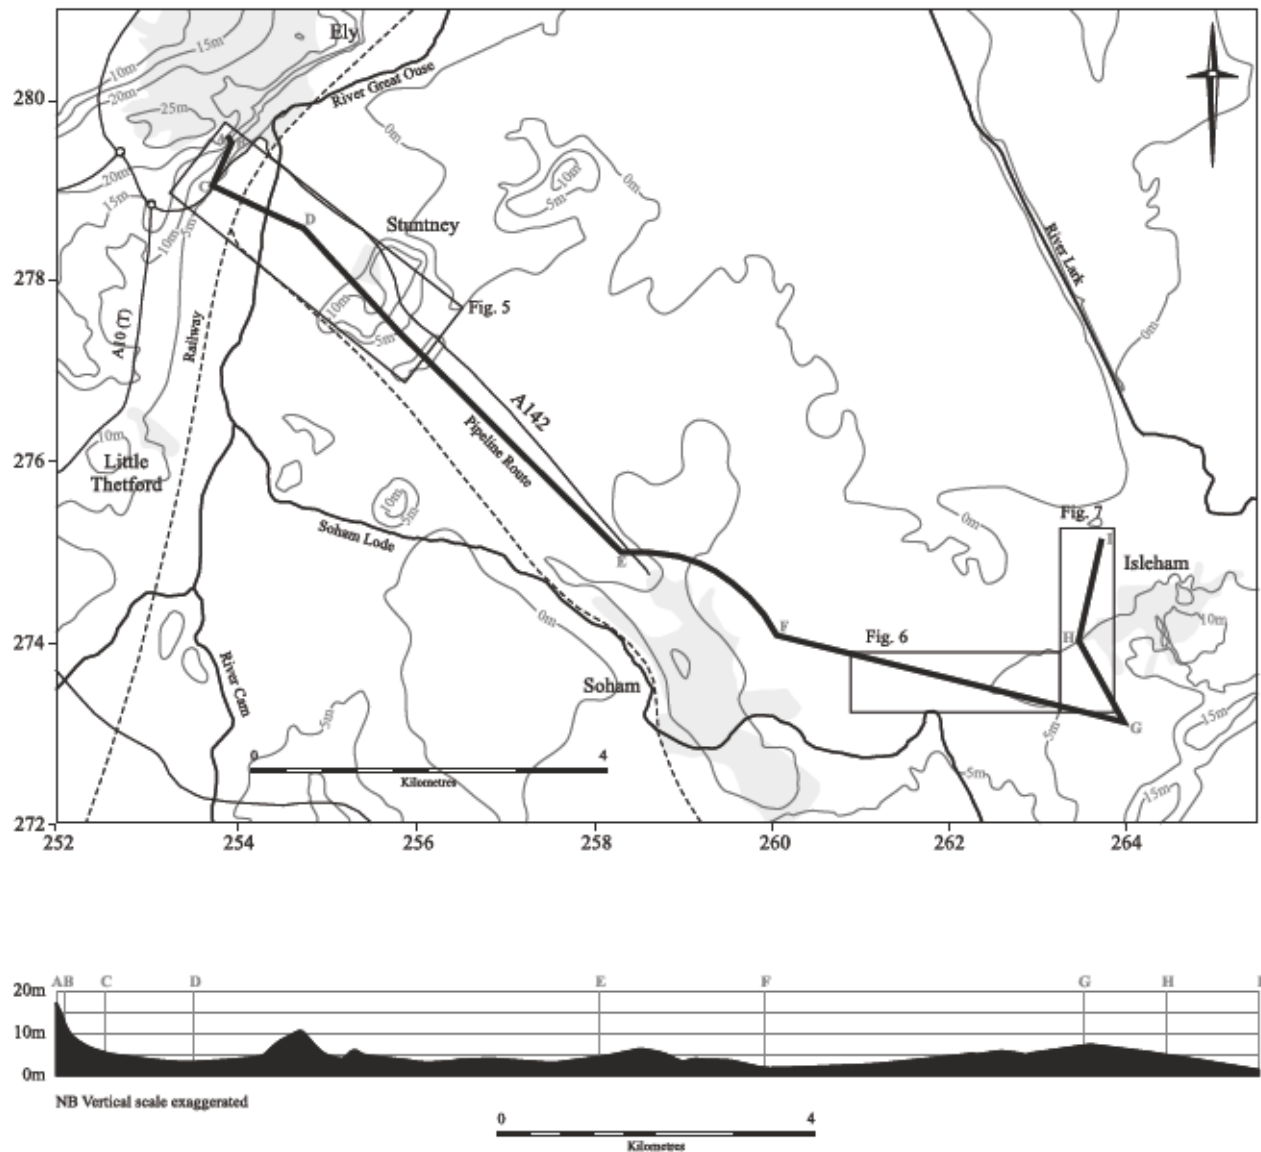 Ely
15m
10m
20m
25m
River Great Ouse
280
0m
10m
5m
0m
20m
15m
10m
5m
C
D
Stuntney
River Lark
278
10m
5m
Fig. 5
A10 (T)
Railway
0m
A142
Pipeline Route
10m
276
Little
Thetford
10m
5m
Soham Lode
0m
Fig. 7
I
E
Isleham
0m
F
Fig. 6
H
10m
274
River Cam
Soham
G
5m
5m
15m
0
4
Kilometres
5m
15m
272
252
254
256
258
260
262
264
AB
C
D
E
F
G
H
I
20m
10m
0m
NB Vertical scale exaggerated
0
4
Kilometres